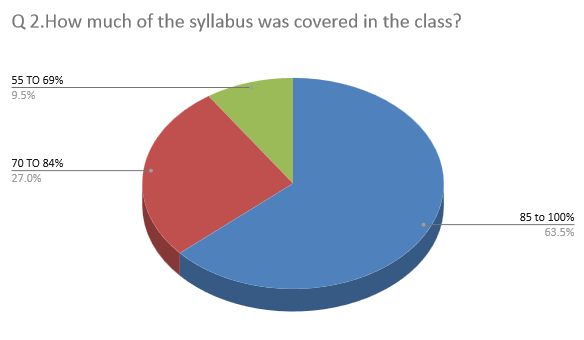 Q 2.How much of the syllabus was covered in the class?
55 TO 69%
9.5%
70 TO 84%
27.0%
85 to 100%
63.5%